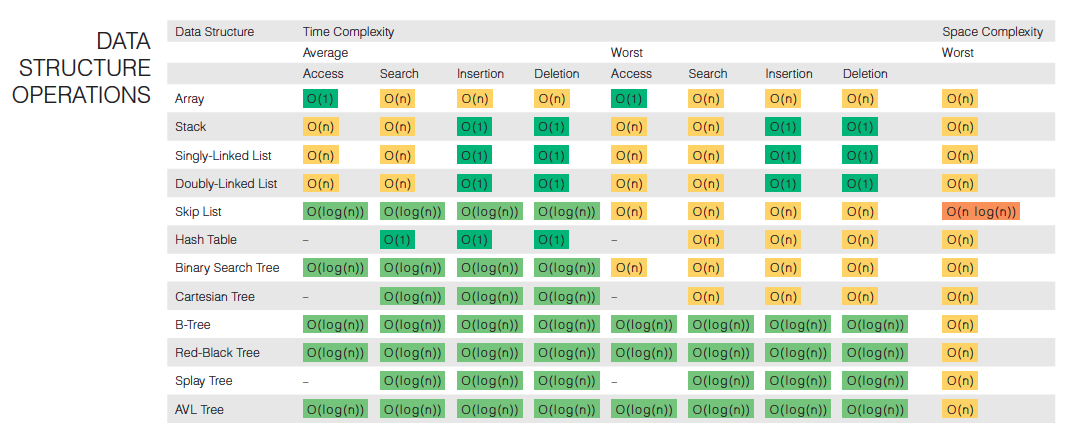 DATA
STRUCTURE
OPERATIONS
Data Structure Time Complexity Space Complexity
Average Worst Worst
Access Search Insertion Deletion Access Search Insertion Deletion
Array O(1) O(n) O(n) O(n) O(1) O(n) O(n) O(n) O(n)
Stack O(n) O(n) O(1) O(1) O(n) O(n) O(1) O(1) O(n)
Singly-Linked List O(n) O(n) O(1) O(1) O(n) O(n) O(1) O(1) O(n)
Doubly-Linked List O(n) O(n) O(1) O(1) O(n) O(n) O(1) O(1) O(n)
Skip List O(log(n)) O(log(n)) O(log(n)) O(log(n)) O(n) O(n) O(n) O(n) O(n log(n))
Hash Table – O(1) O(1) O(1) – O(n) O(n) O(n) O(n)
Binary Search Tree O(log(n)) O(log(n)) O(log(n)) O(log(n)) O(n) O(n) O(n) O(n) O(n)
Cartesian Tree – O(log(n)) O(log(n)) O(log(n)) – O(n) O(n) O(n) O(n)
B-Tree O(log(n)) O(log(n)) O(log(n)) O(log(n)) O(log(n)) O(log(n)) O(log(n)) O(log(n)) O(n)
Red-Black Tree O(log(n)) O(log(n)) O(log(n)) O(log(n)) O(log(n)) O(log(n)) O(log(n)) O(log(n)) O(n)
Splay Tree – O(log(n)) O(log(n)) O(log(n)) – O(log(n)) O(log(n)) O(log(n)) O(n)
AVL Tree O(log(n)) O(log(n)) O(log(n)) O(log(n)) O(log(n)) O(log(n)) O(log(n)) O(log(n)) O(n)